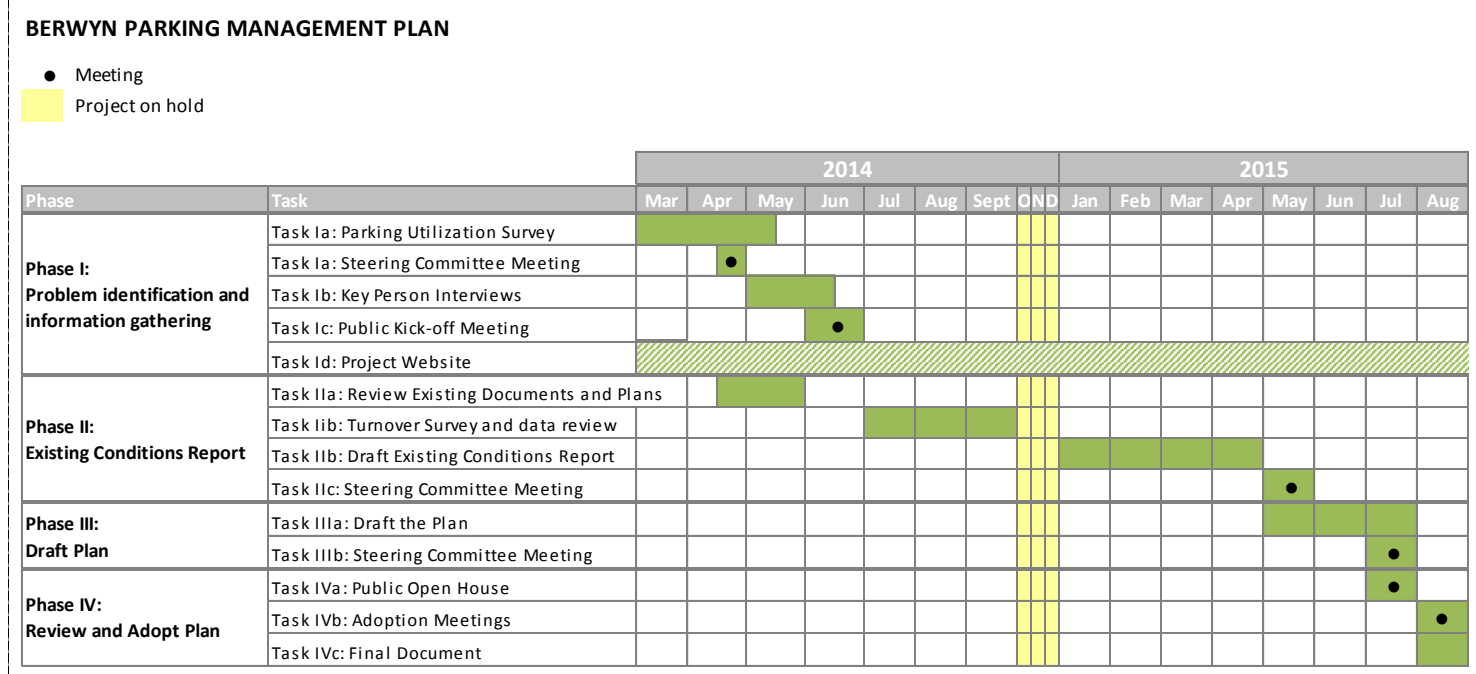 BERWYN PARKING MANAGEMENT PLAN
Meeting
Project on hold
2014 2015
Phase Task Mar Apr May Jun Jul Aug Sept O N D Jan Feb Mar Apr May Jun Jul Aug
Phase I:
Problem identification and
information gathering
Task Ia: Parking Utilization Survey
Task Ia: Steering Committee Meeting
Task Ib: Key Person Interviews
Task Ic: Public Kick-off Meeting
Task Id: Project Website
Phase II:
Existing Conditions Report
Task IIa: Review Existing Documents and Plans
Task Iib: Turnover Survey and data review
Task IIb: Draft Existing Conditions Report
Task IIc: Steering Committee Meeting
Phase III:
Draft Plan
Task IIIa: Draft the Plan
Task IIIb: Steering Committee Meeting
Phase IV:
Review and Adopt Plan
Task IVa: Public Open House
Task IVb: Adoption Meetings
Task IVc: Final Document